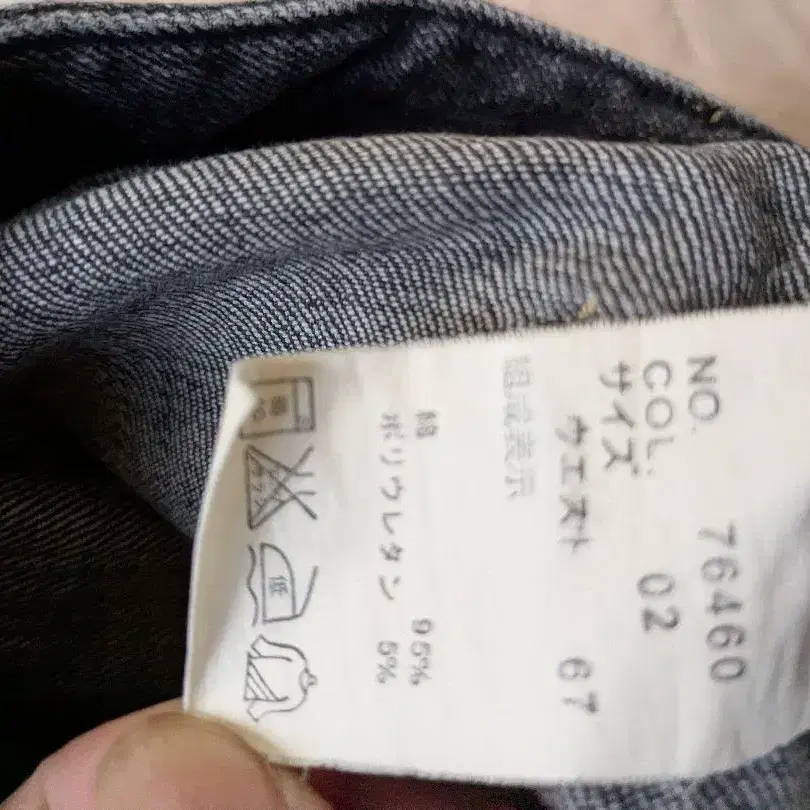 NO. 76460
COL. 02
サイズ
ウエスト 67
組成表示
綿 95%
ポリウレタン 5%
低